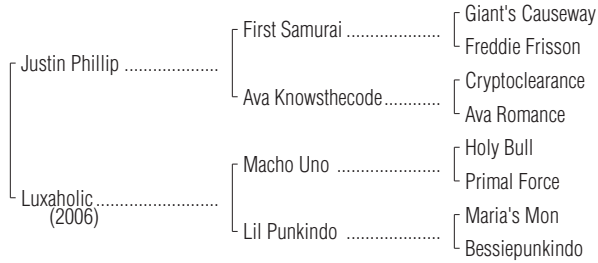 Giant's Causeway
First Samurai ....................
Freddie Frisson
Justin Phillip ....................
Cryptoclearance
Ava Knowsthecode............
Ava Romance
Holy Bull
Macho Uno ......................
Primal Force
Luxaholic..........................
(2006)
Maria's Mon
Lil Punkindo ....................
Bessiepunkindo